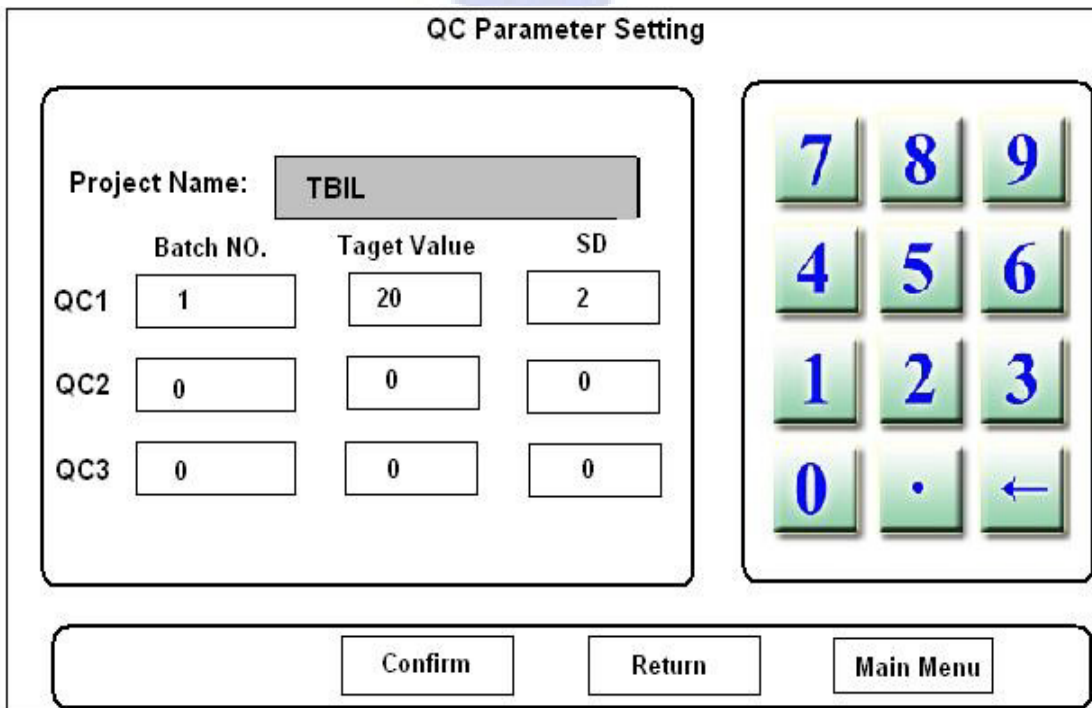 QC Parameter Setting
Project Name: TBIL
Batch NO. Taget Value SD
QC1 1 20 2
QC2 0 0 0
QC3 0 0 0
7 8 9
4 5 6
1 2 3
0 . ←
Confirm Return Main Menu